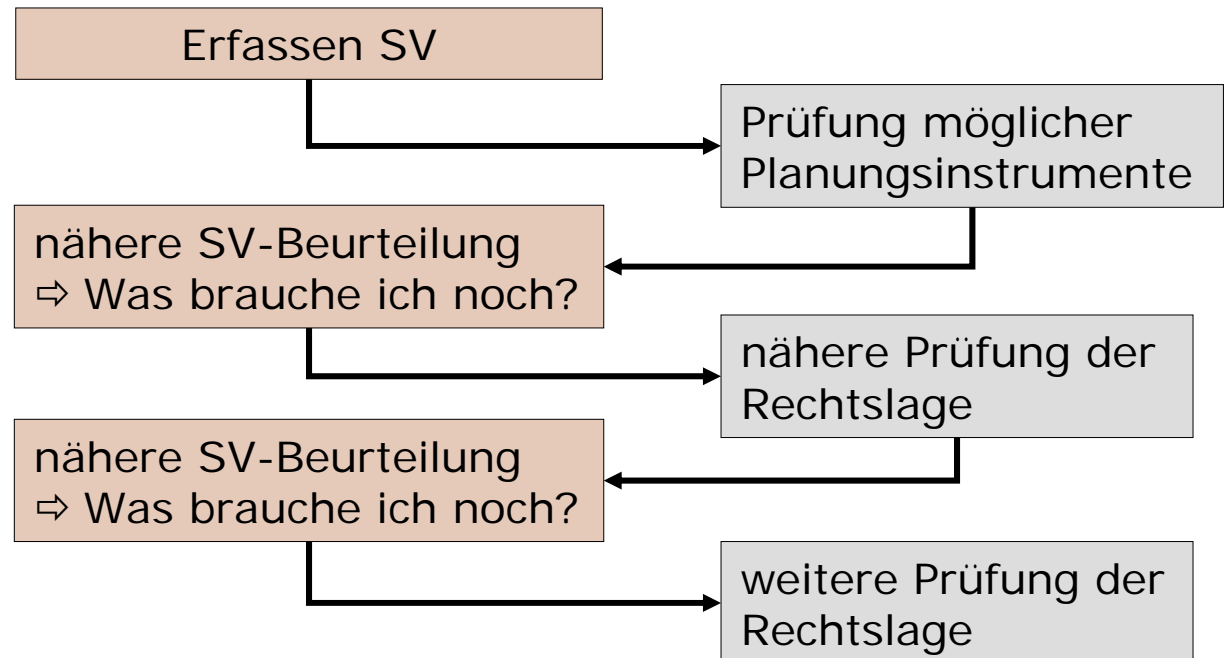 Erfassen SV
Prüfung möglicher
Planungsinstrumente
nähere SV-Beurteilung
⇨ Was brauche ich noch?
nähere Prüfung der
Rechtslage
nähere SV-Beurteilung
⇨ Was brauche ich noch?
weitere Prüfung der
Rechtslage